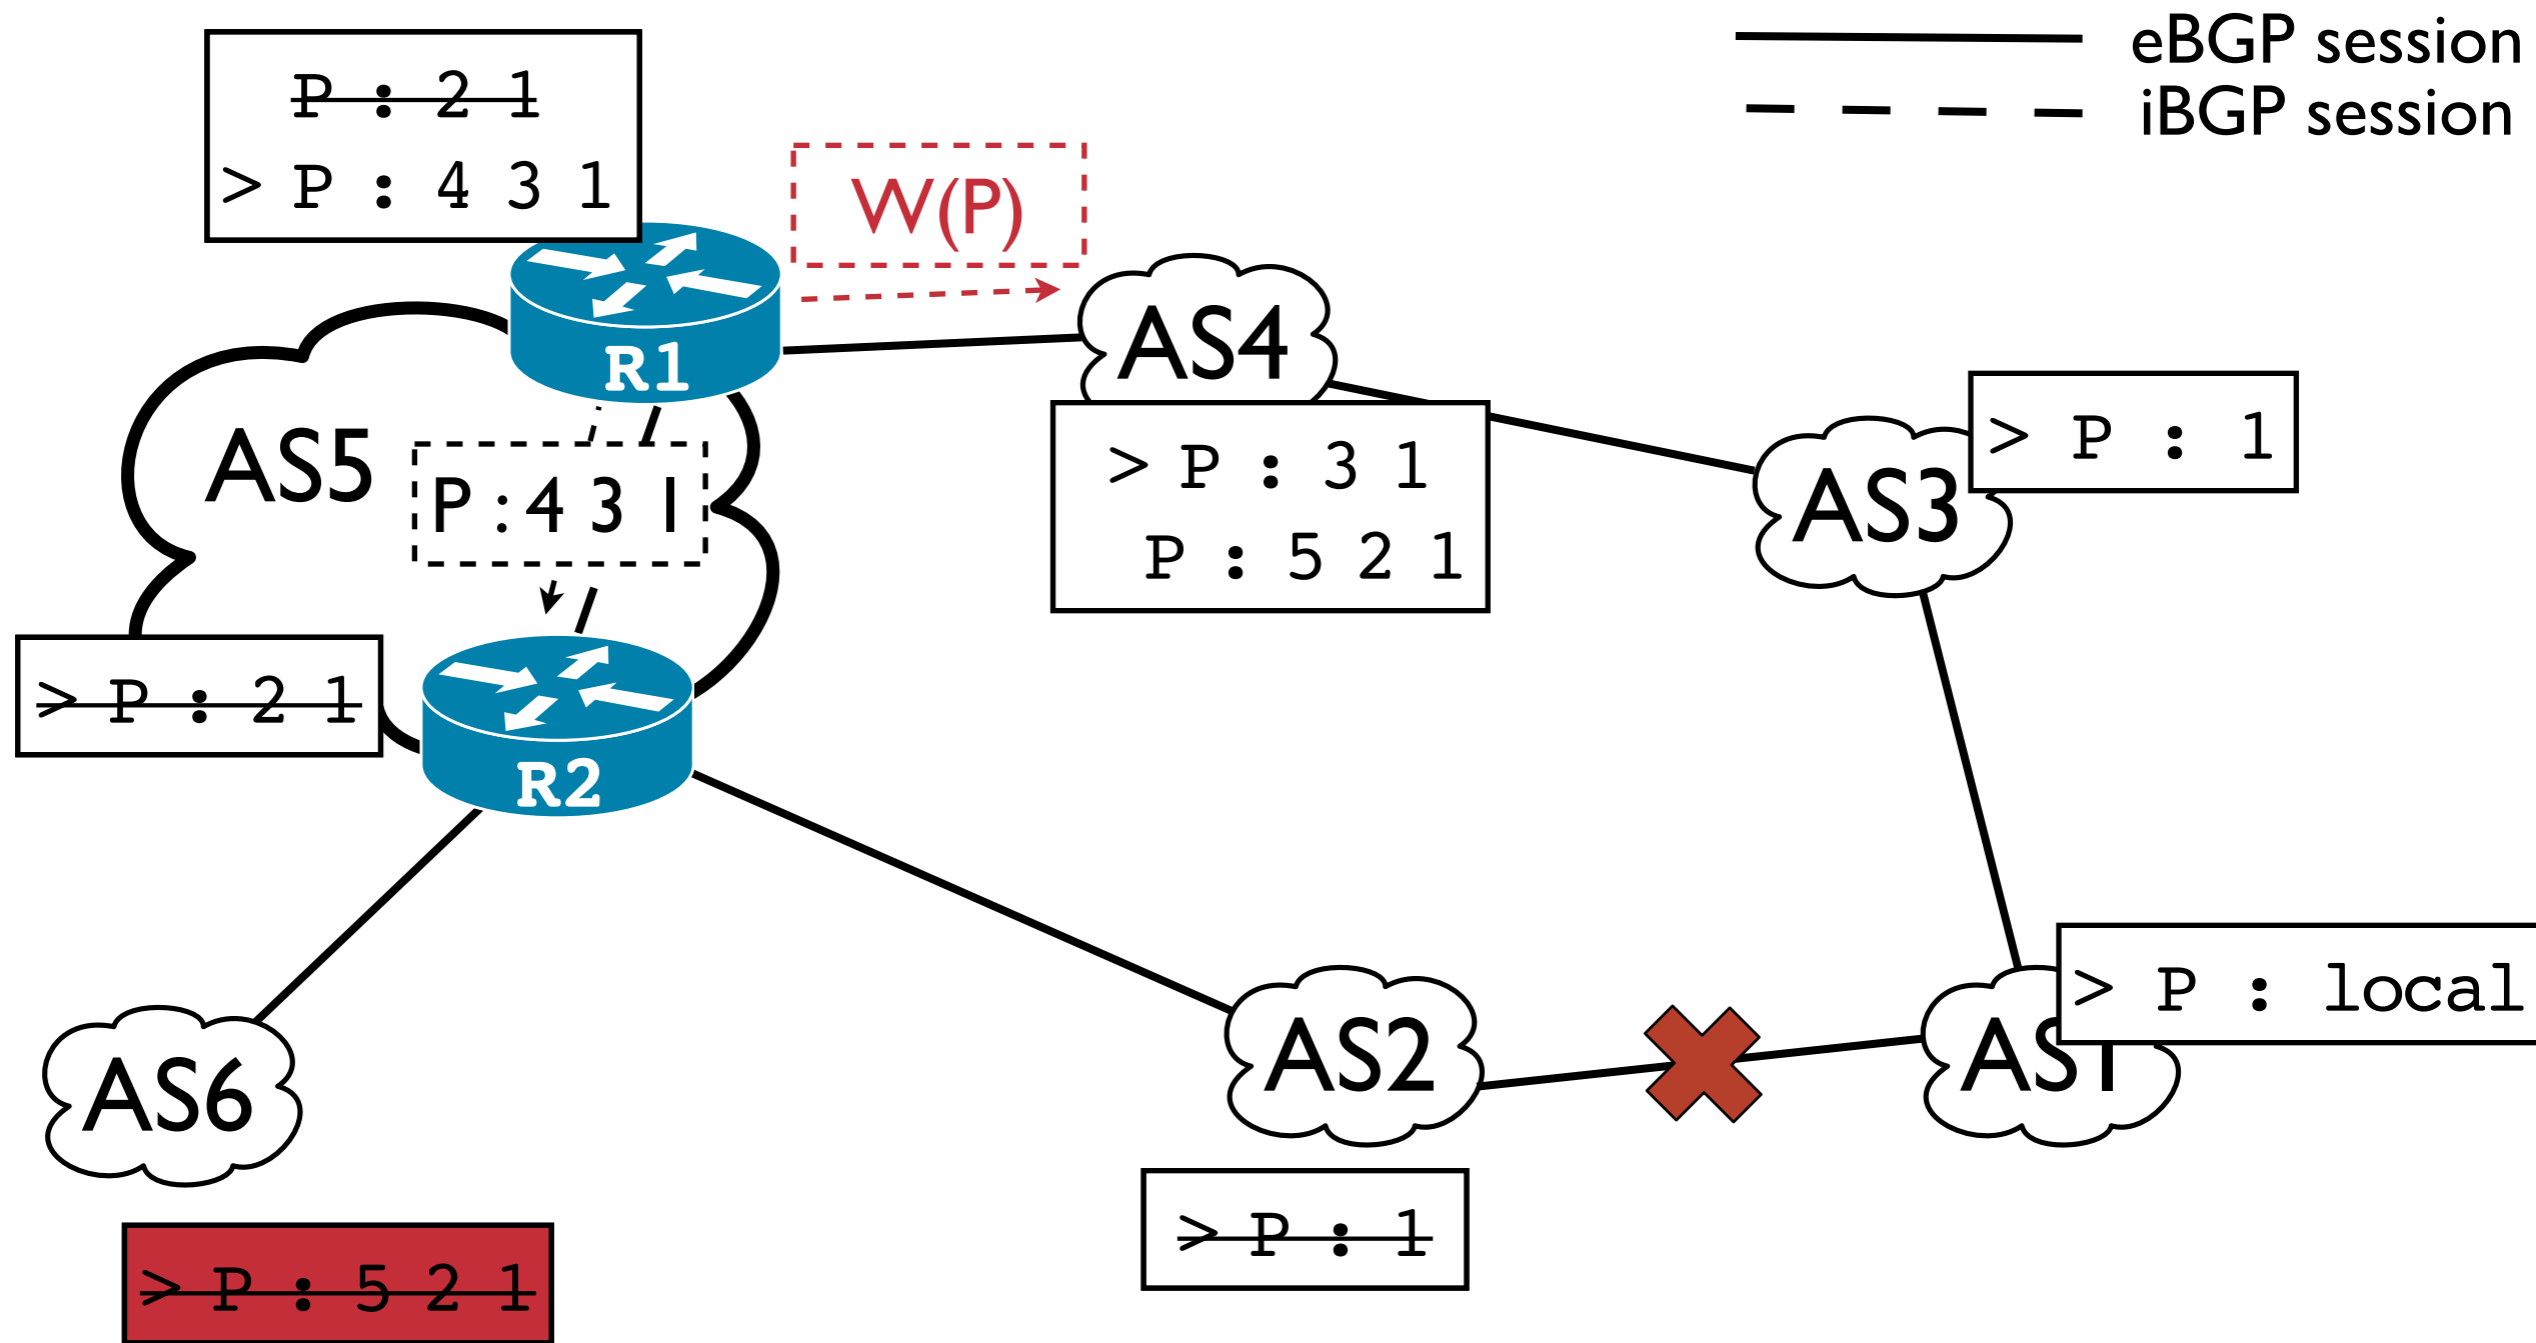 eBGP session
iBGP session
P : 2 1
> P : 4 3 1
W(P)
R1
AS4
AS5
P : 4 3 1
> P : 3 1
P : 5 2 1
> P : 1
AS3
> P : 2 1
R2
> P : local
AS1
AS2
AS6
> P : 1
> P : 5 2 1